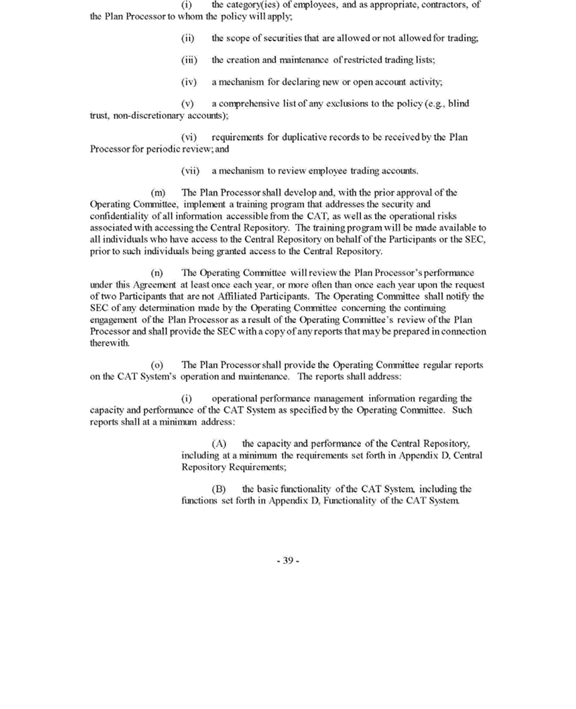 (i) the category(ies) of employees, and as appropriate, contractors, of
the Plan Processor to whom the policy will apply;
(ii) the scope of securities that are allowed or not allowed for trading;
(iii) the creation and maintenance of restricted trading lists;
(iv) a mechanism for declaring new or open account activity;
(v) a comprehensive list of any exclusions to the policy (e.g., blind
trust, non-discretionary accounts);
(vi) requirements for duplicative records to be received by the Plan
Processor for periodic review; and
(vii) a mechanism to review employee trading accounts.
(m) The Plan Processor shall develop and, with the prior approval of the
Operating Committee, implement a training program that addresses the security and
confidentiality of all information accessible from the CAT, as well as the operational risks
associated with accessing the Central Repository. The training program will be made available to
all individuals who have access to the Central Repository on behalf of the Participants or the SEC,
prior to such individuals being granted access to the Central Repository.
(n) The Operating Committee will review the Plan Processor's performance
under this Agreement at least once each year, or more often than once each year upon the request
of two Participants that are not Affiliated Participants. The Operating Committee shall notify the
SEC of any determination made by the Operating Committee concerning the continuing
engagement of the Plan Processor as a result of the Operating Committee's review of the Plan
Processor and shall provide the SEC with a copy of any reports that may be prepared in connection
therewith.
(o) The Plan Processor shall provide the Operating Committee regular reports
on the CAT System's operation and maintenance. The reports shall address:
(i) operational performance management information regarding the
capacity and performance of the CAT System as specified by the Operating Committee. Such
reports shall at a minimum address:
(A) the capacity and performance of the Central Repository,
including at a minimum the requirements set forth in Appendix D, Central
Repository Requirements;
(B) the basic functionality of the CAT System, including the
functions set forth in Appendix D, Functionality of the CAT System.
- 39 -